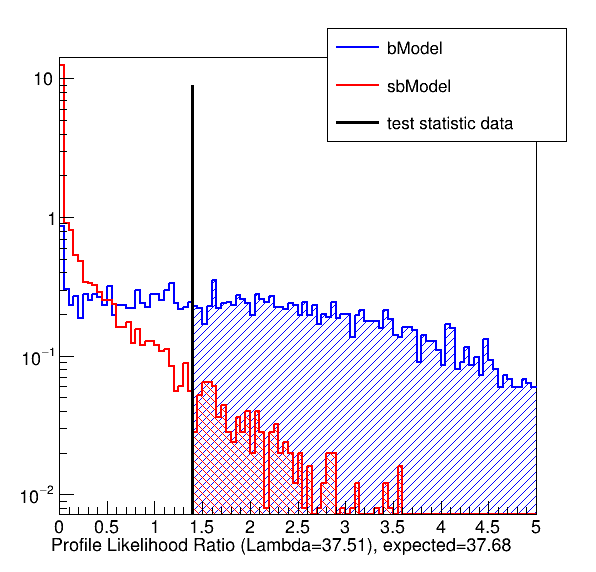 bModel
sbModel
test statistic data
10
1
10⁻¹
10⁻²
0 0.5 1 1.5 2 2.5 3 3.5 4 4.5 5
Profile Likelihood Ratio (Lambda=37.51), expected=37.68